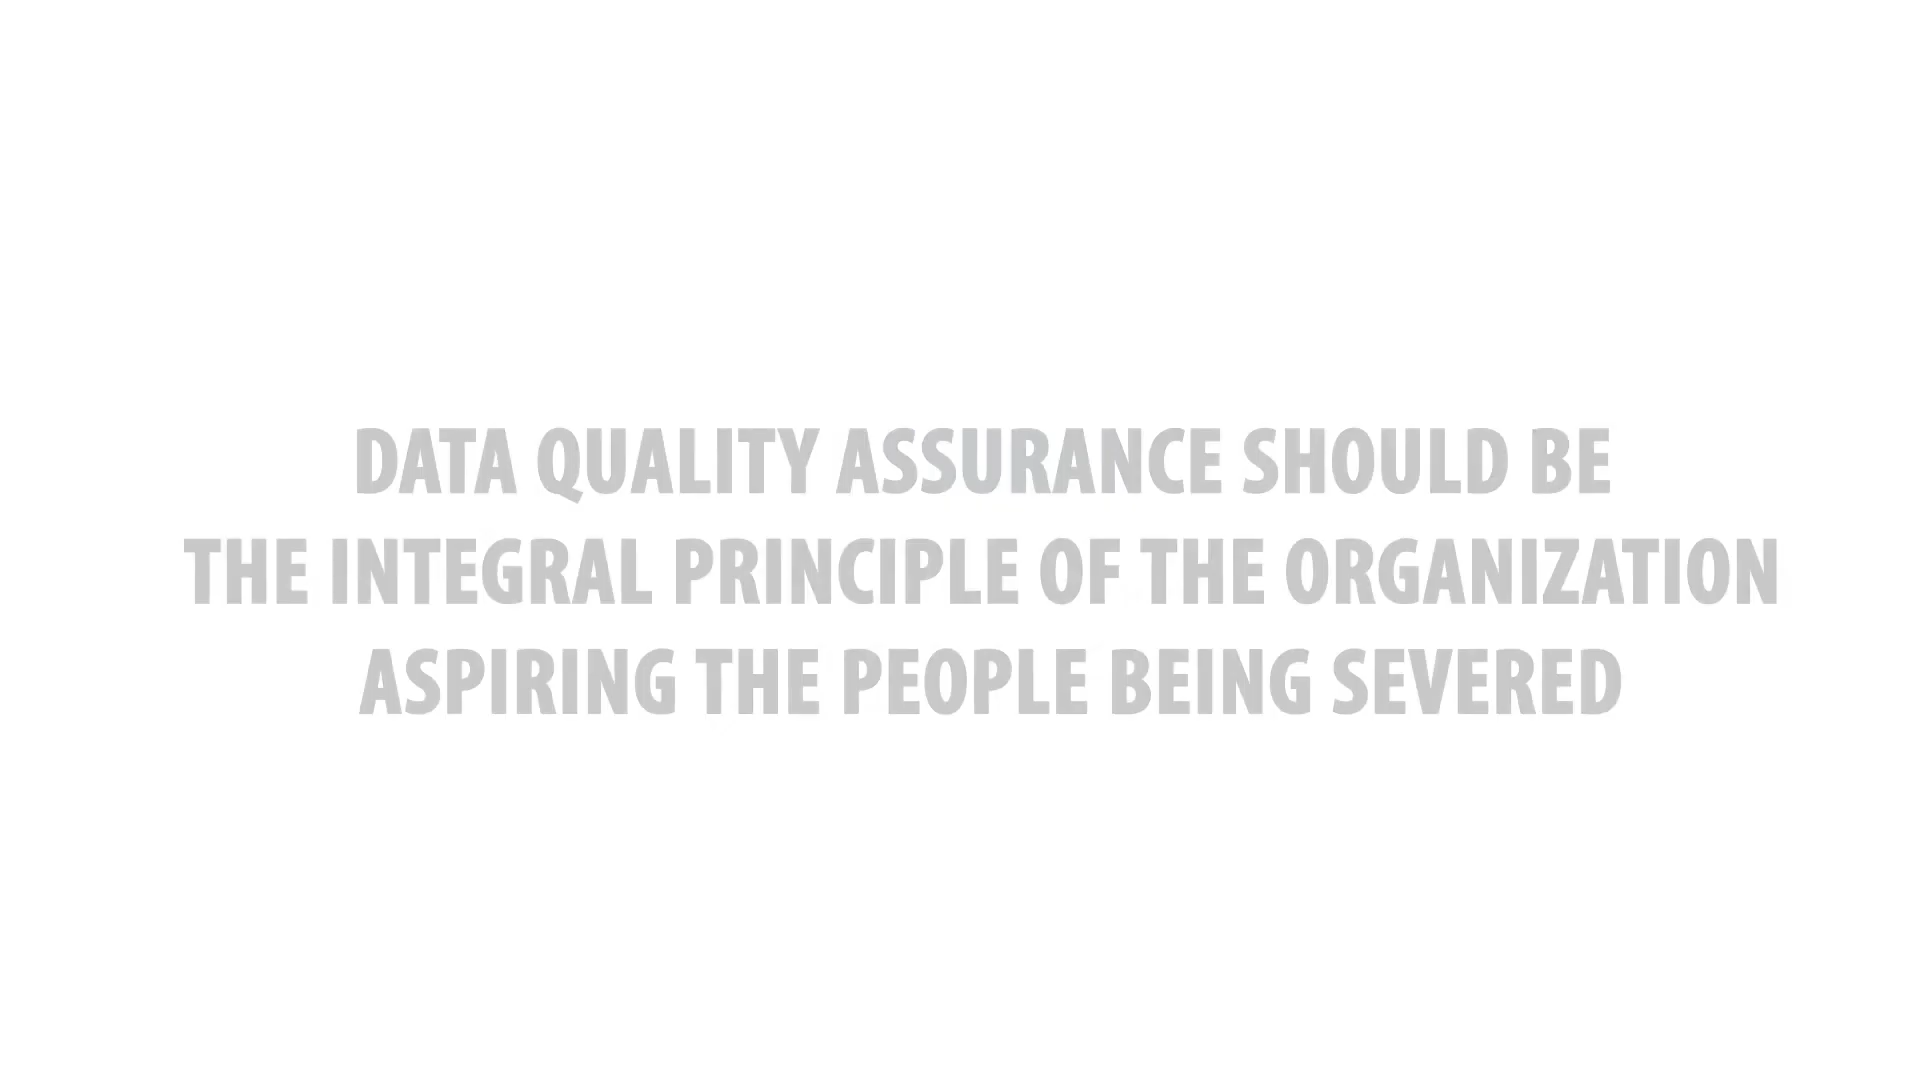 DATA QUALITY ASSURANCE SHOULD BE
THE INTEGRAL PRINCIPLE OF THE ORGANIZATION
ASPIRING THE PEOPLE BEING SEVERED